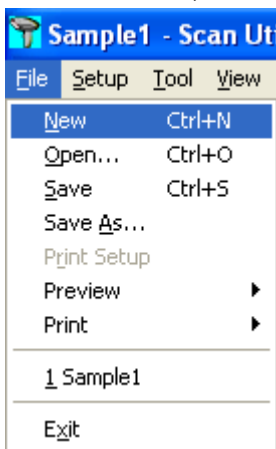 Sample1 - Scan Ut
File Setup Tool View
New Ctrl+N
Open... Ctrl+O
Save Ctrl+S
Save As...
Print Setup
Preview
Print
1 Sample1
Exit